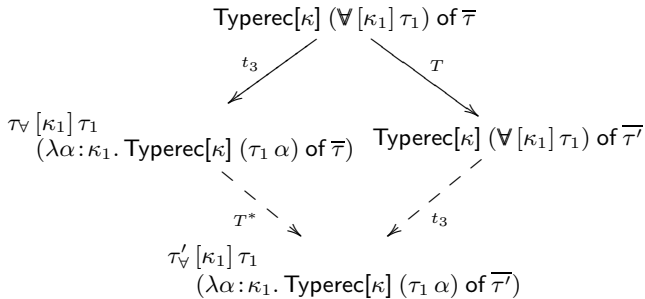 Typerec[κ] (∀ [κ₁] τ₁) of τ̅
t₃ T
τ∀ [κ₁] τ₁
(λα:κ₁. Typerec[κ] (τ₁ α) of τ̅)
Typerec[κ] (∀ [κ₁] τ₁) of τ̅′
T* t₃
τ′∀ [κ₁] τ₁
(λα:κ₁. Typerec[κ] (τ₁ α) of τ̅′)